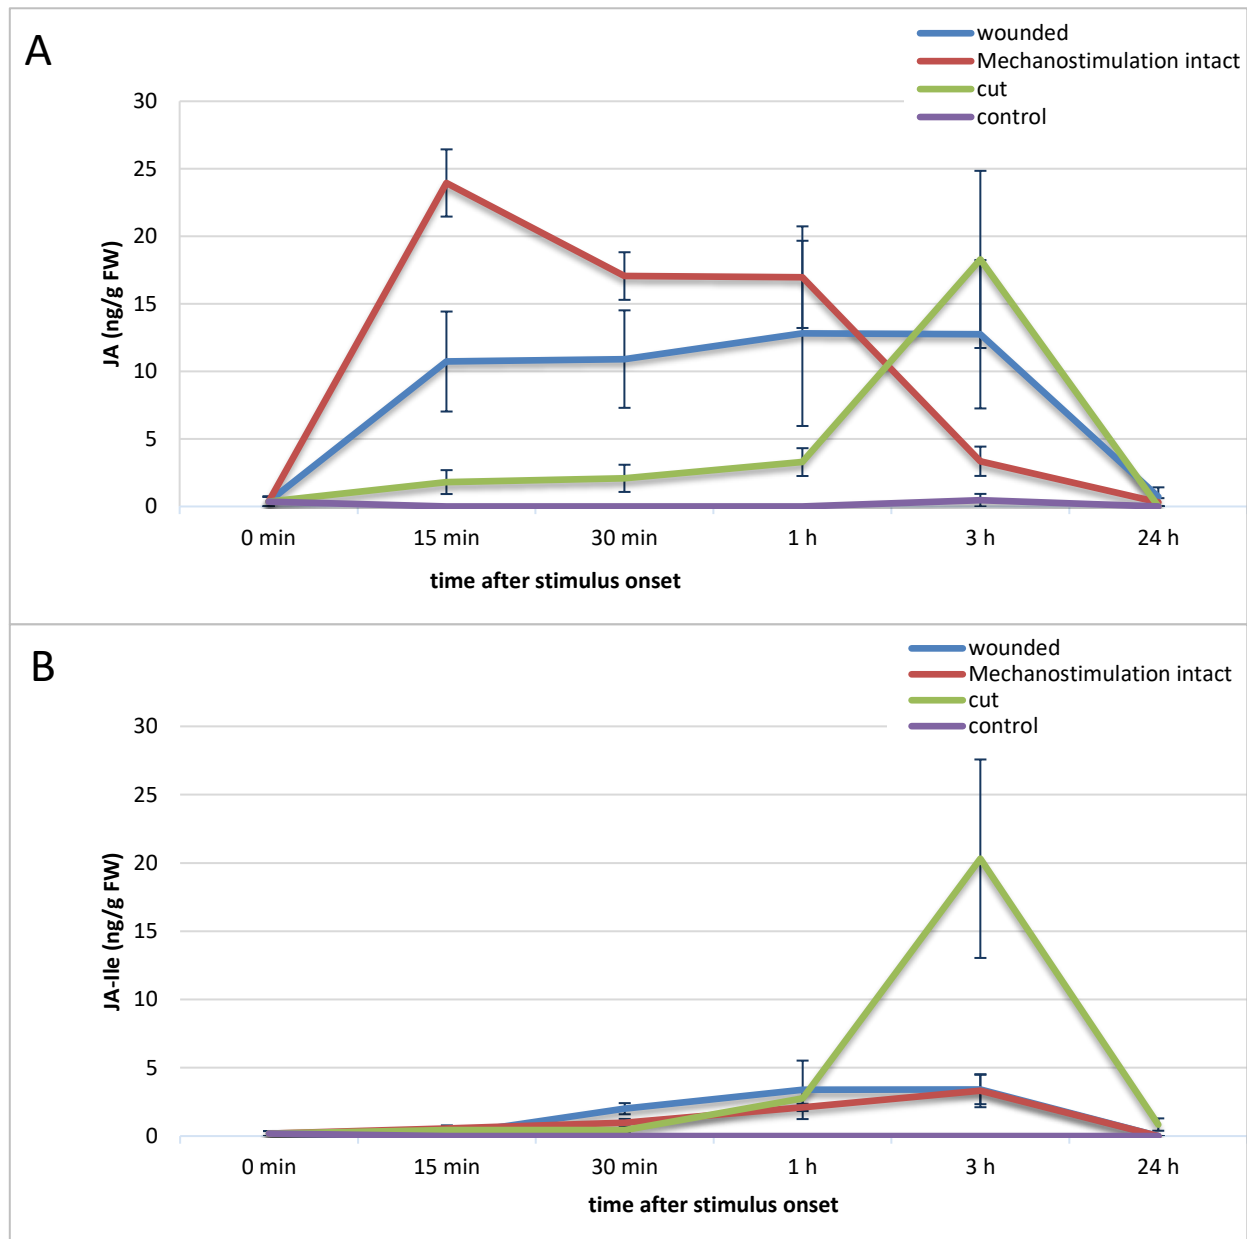 A
wounded
Mechanostimulation intact
cut
control
30
25
20
15
10
5
0
JA (ng/g FW)
0 min 15 min 30 min 1 h 3 h 24 h
time after stimulus onset
B
wounded
Mechanostimulation intact
cut
control
30
25
20
15
10
5
0
JA-Ile (ng/g FW)
0 min 15 min 30 min 1 h 3 h 24 h
time after stimulus onset